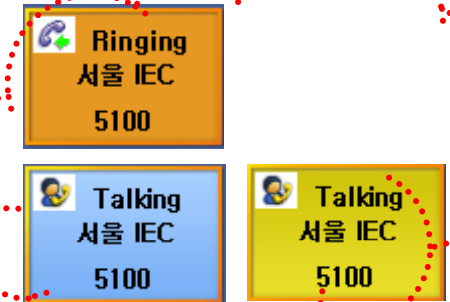 Ringing
서울 IEC
5100
Talking
서울 IEC
5100
Talking
서울 IEC
5100